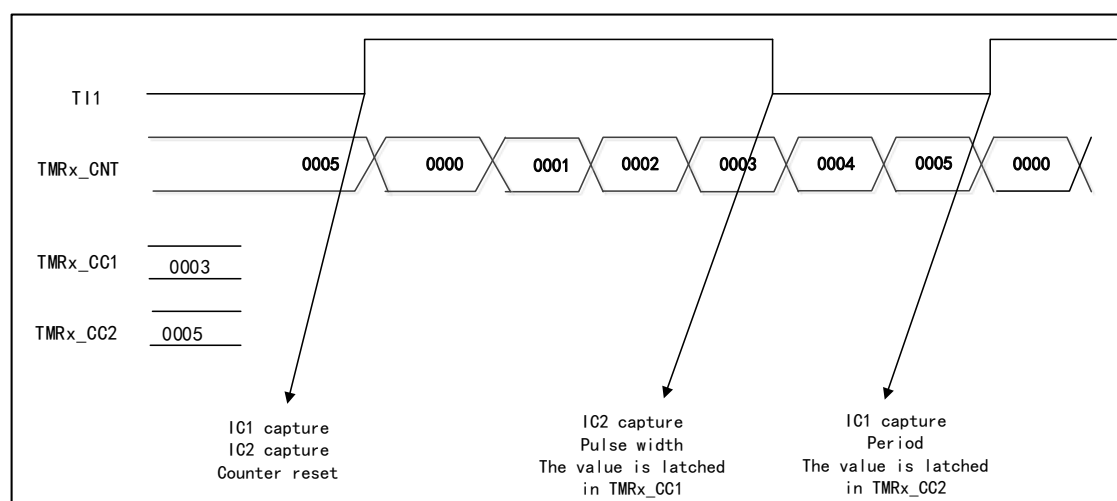 TI1
TMRx_CNT
0005 0000 0001 0002 0003 0004 0005 0000
TMRx_CC1
0003
TMRx_CC2
0005
IC1 capture
IC2 capture
Counter reset
IC2 capture
Pulse width
The value is latched
in TMRx_CC1
IC1 capture
Period
The value is latched
in TMRx_CC2